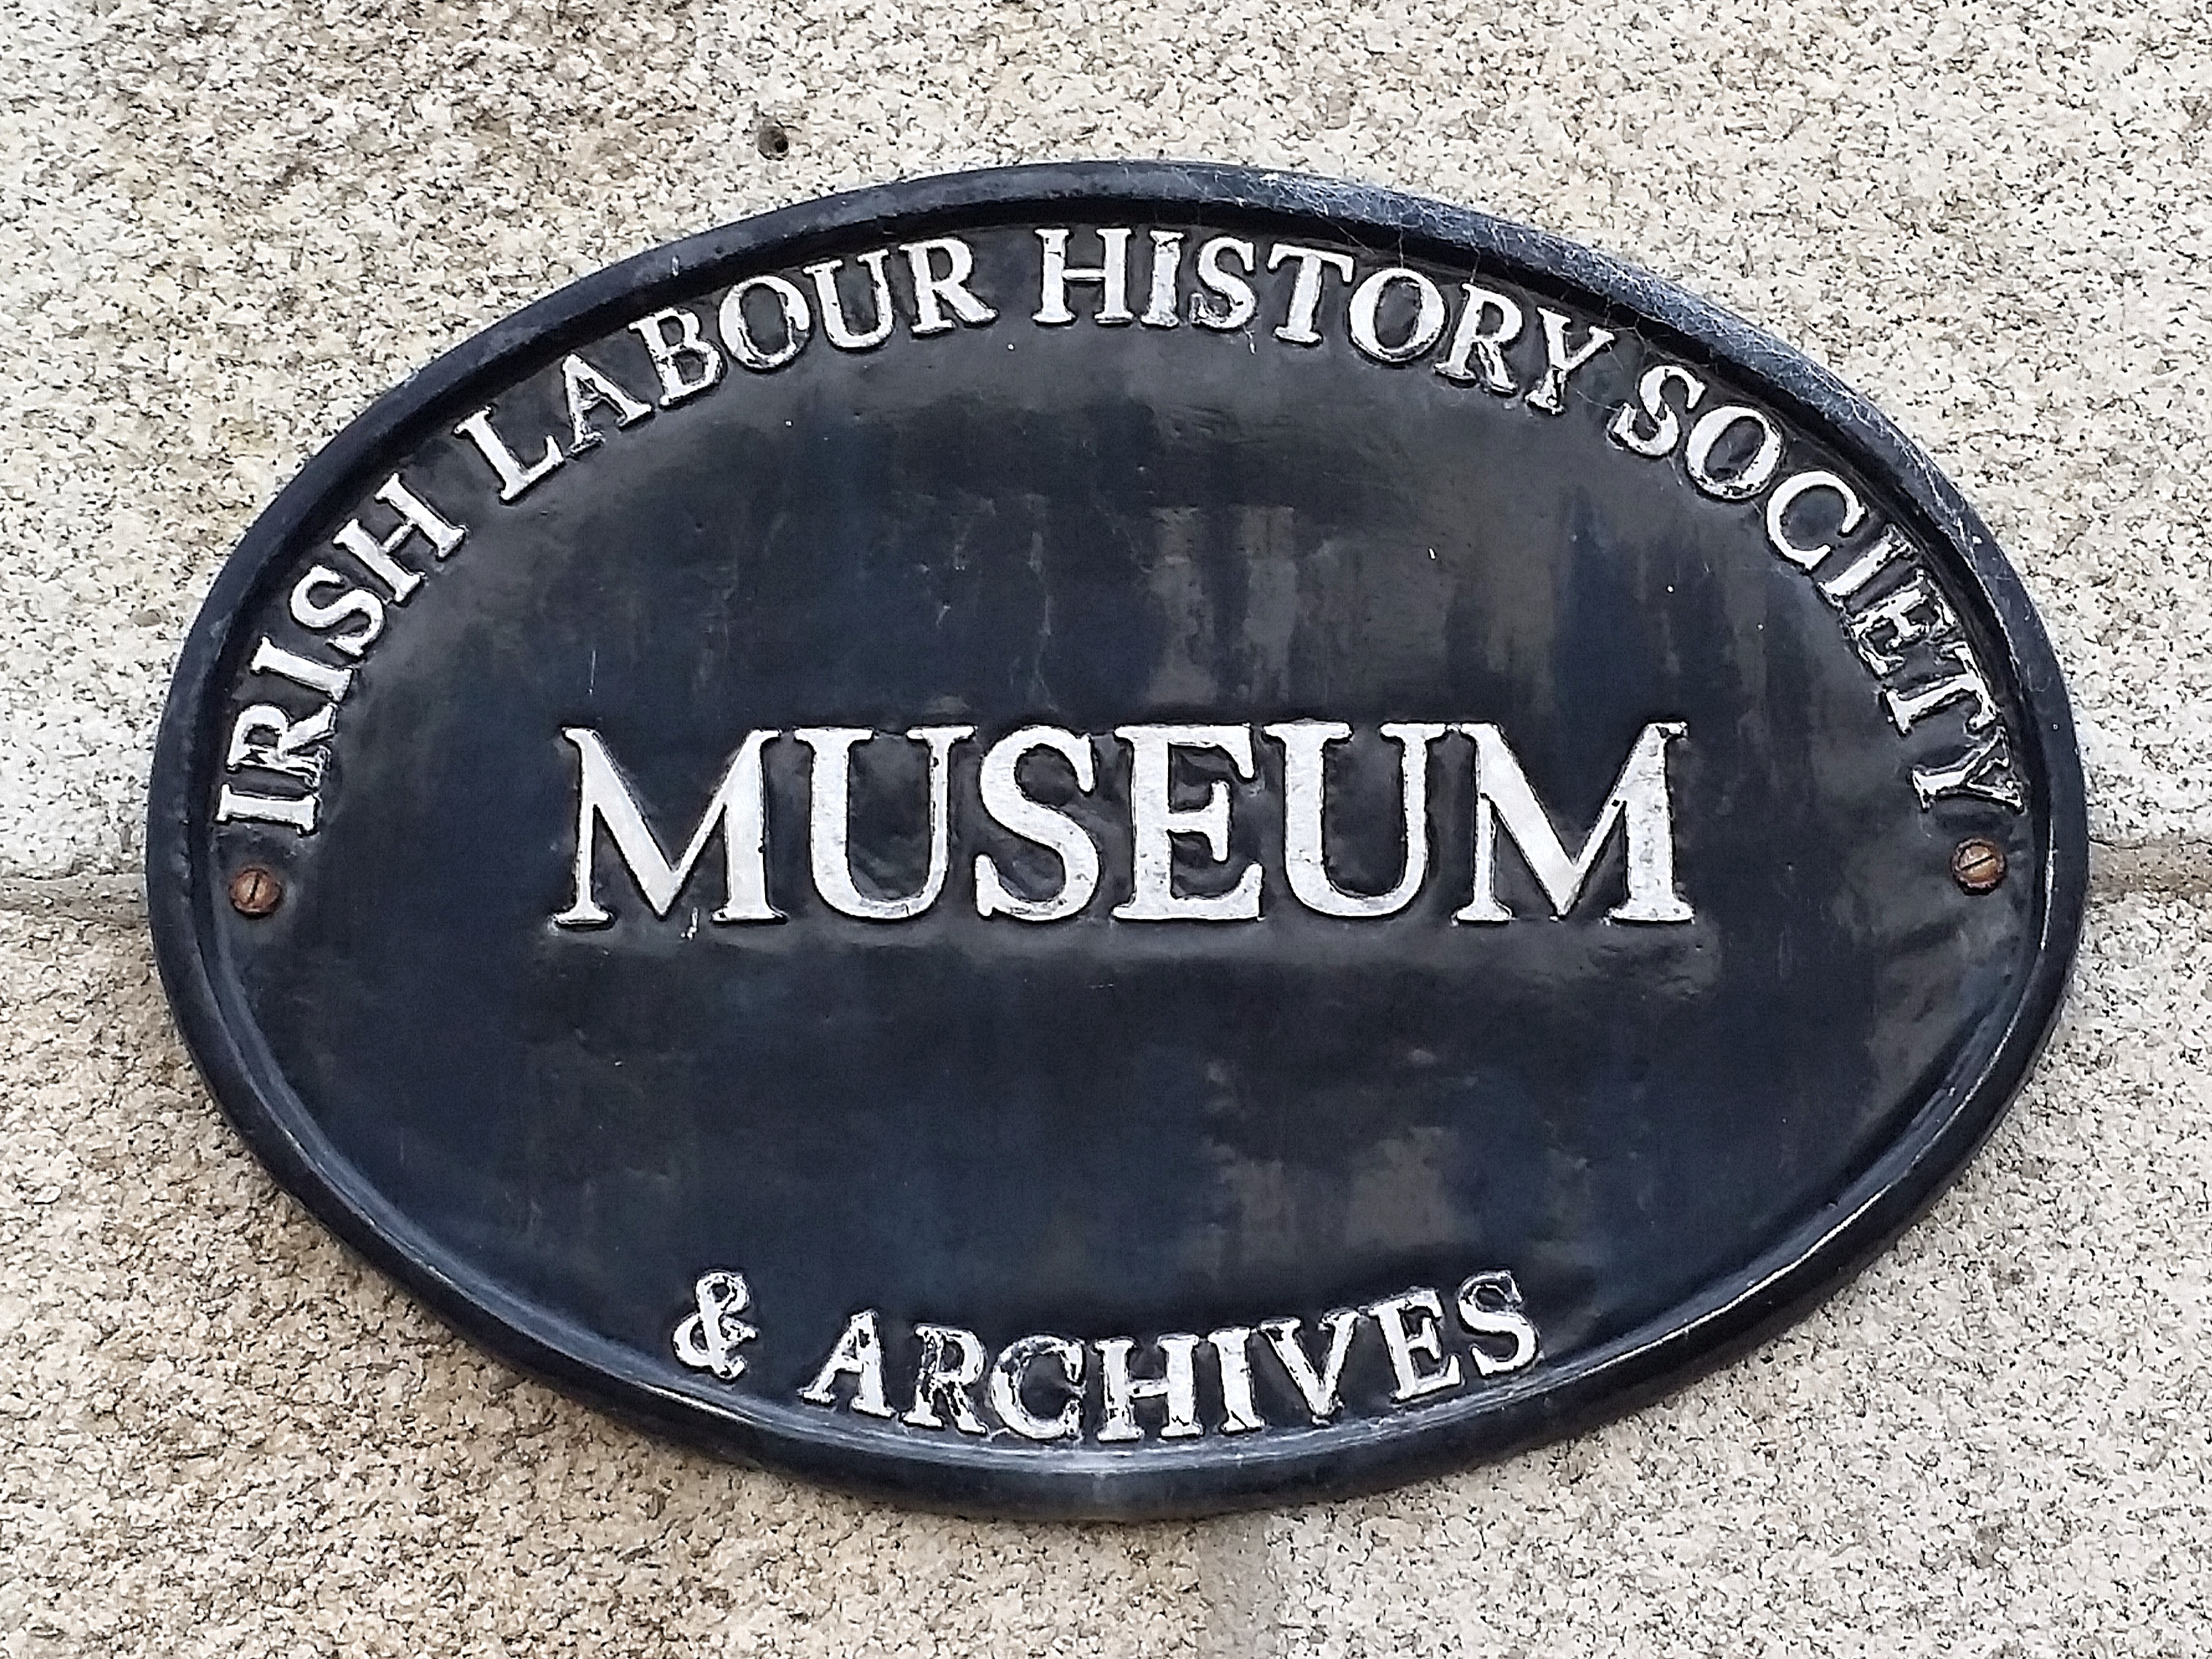 IRISH LABOUR HISTORY SOCIETY
MUSEUM
& ARCHIVES